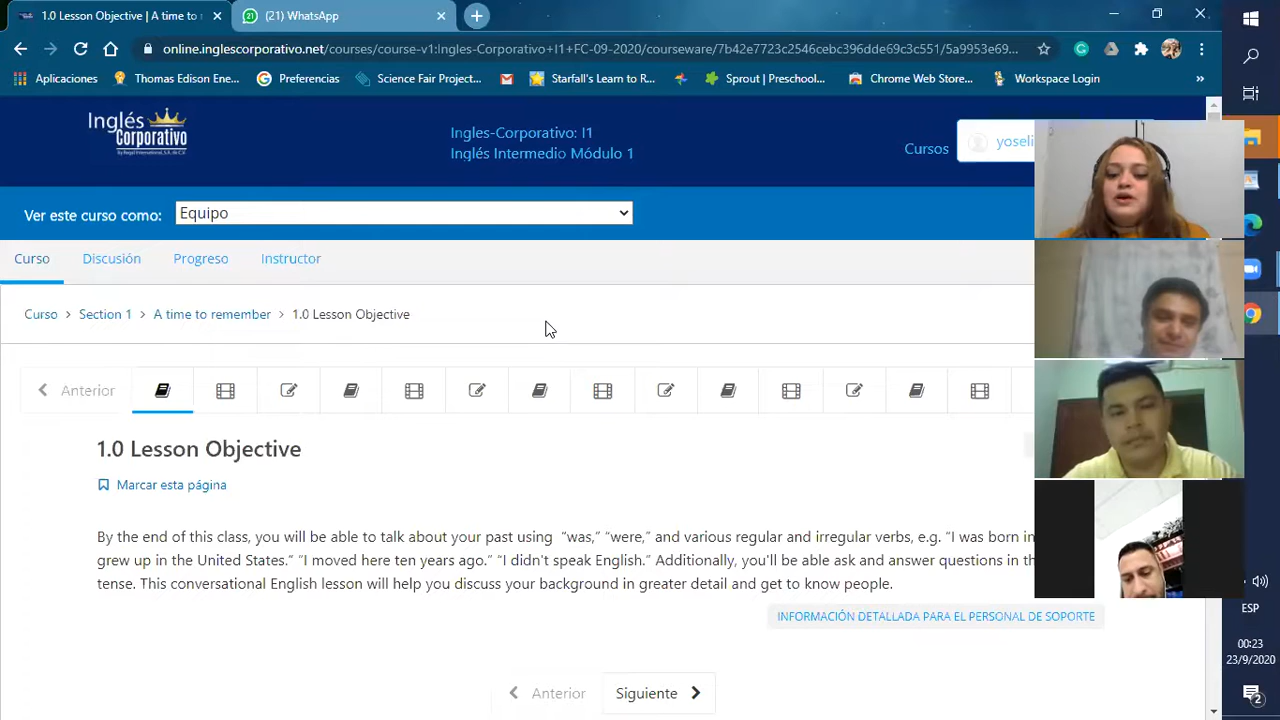 1.0 Lesson Objective | A time to r
(21) WhatsApp
online.inglescorporativo.net/courses/course-v1:Ingles-Corporativo+I1+FC-09-2020/courseware/7b42e7723c2546cebc396dde69c3c551/5a9953e69...
Aplicaciones Thomas Edison Ene... Preferencias Science Fair Project... Starfall's Learn to R... Sprout | Preschool... Chrome Web Store... Workspace Login »
Inglés Corporativo
By Regal International, S.A. de C.V.
Ingles-Corporativo: I1
Inglés Intermedio Módulo 1
Cursos yoseli
Ver este curso como: Equipo
Curso Discusión Progreso Instructor
Curso > Section 1 > A time to remember > 1.0 Lesson Objective
Anterior
1.0 Lesson Objective
Marcar esta página
By the end of this class, you will be able to talk about your past using “was,” “were,” and various regular and irregular verbs, e.g. “I was born in
grew up in the United States.” “I moved here ten years ago.” “I didn't speak English.” Additionally, you'll be able ask and answer questions in th
tense. This conversational English lesson will help you discuss your background in greater detail and get to know people.
INFORMACIÓN DETALLADA PARA EL PERSONAL DE SOPORTE
Anterior Siguiente
ESP
00:23
23/9/2020
2